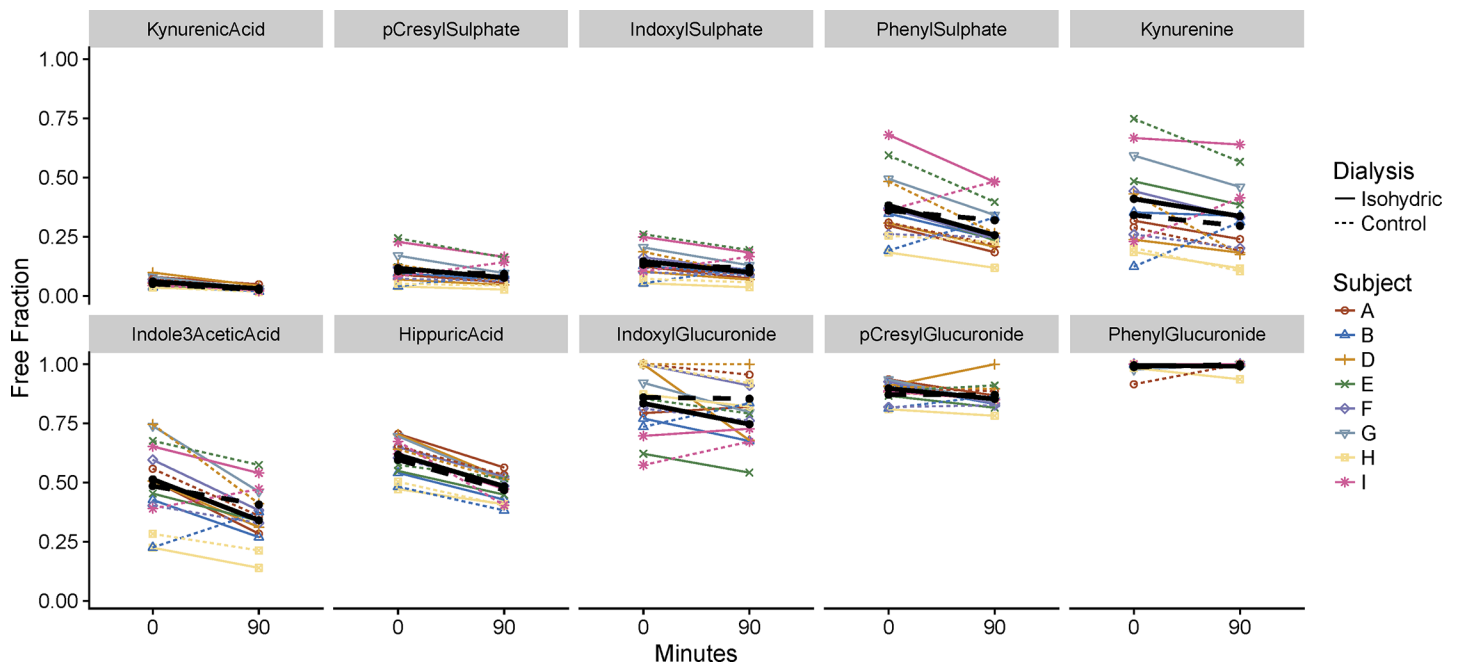 KynurenicAcid pCresylSulphate IndoxylSulphate PhenylSulphate Kynurenine
1.00
0.75
0.50
0.25
0.00
Indole3AceticAcid HippuricAcid IndoxylGlucuronide pCresylGlucuronide PhenylGlucuronide
1.00
0.75
0.50
0.25
0.00
0 90 0 90 0 90 0 90 0 90
Minutes
Free Fraction
Dialysis
Isohydric
Control
Subject
A
B
D
E
F
G
H
I